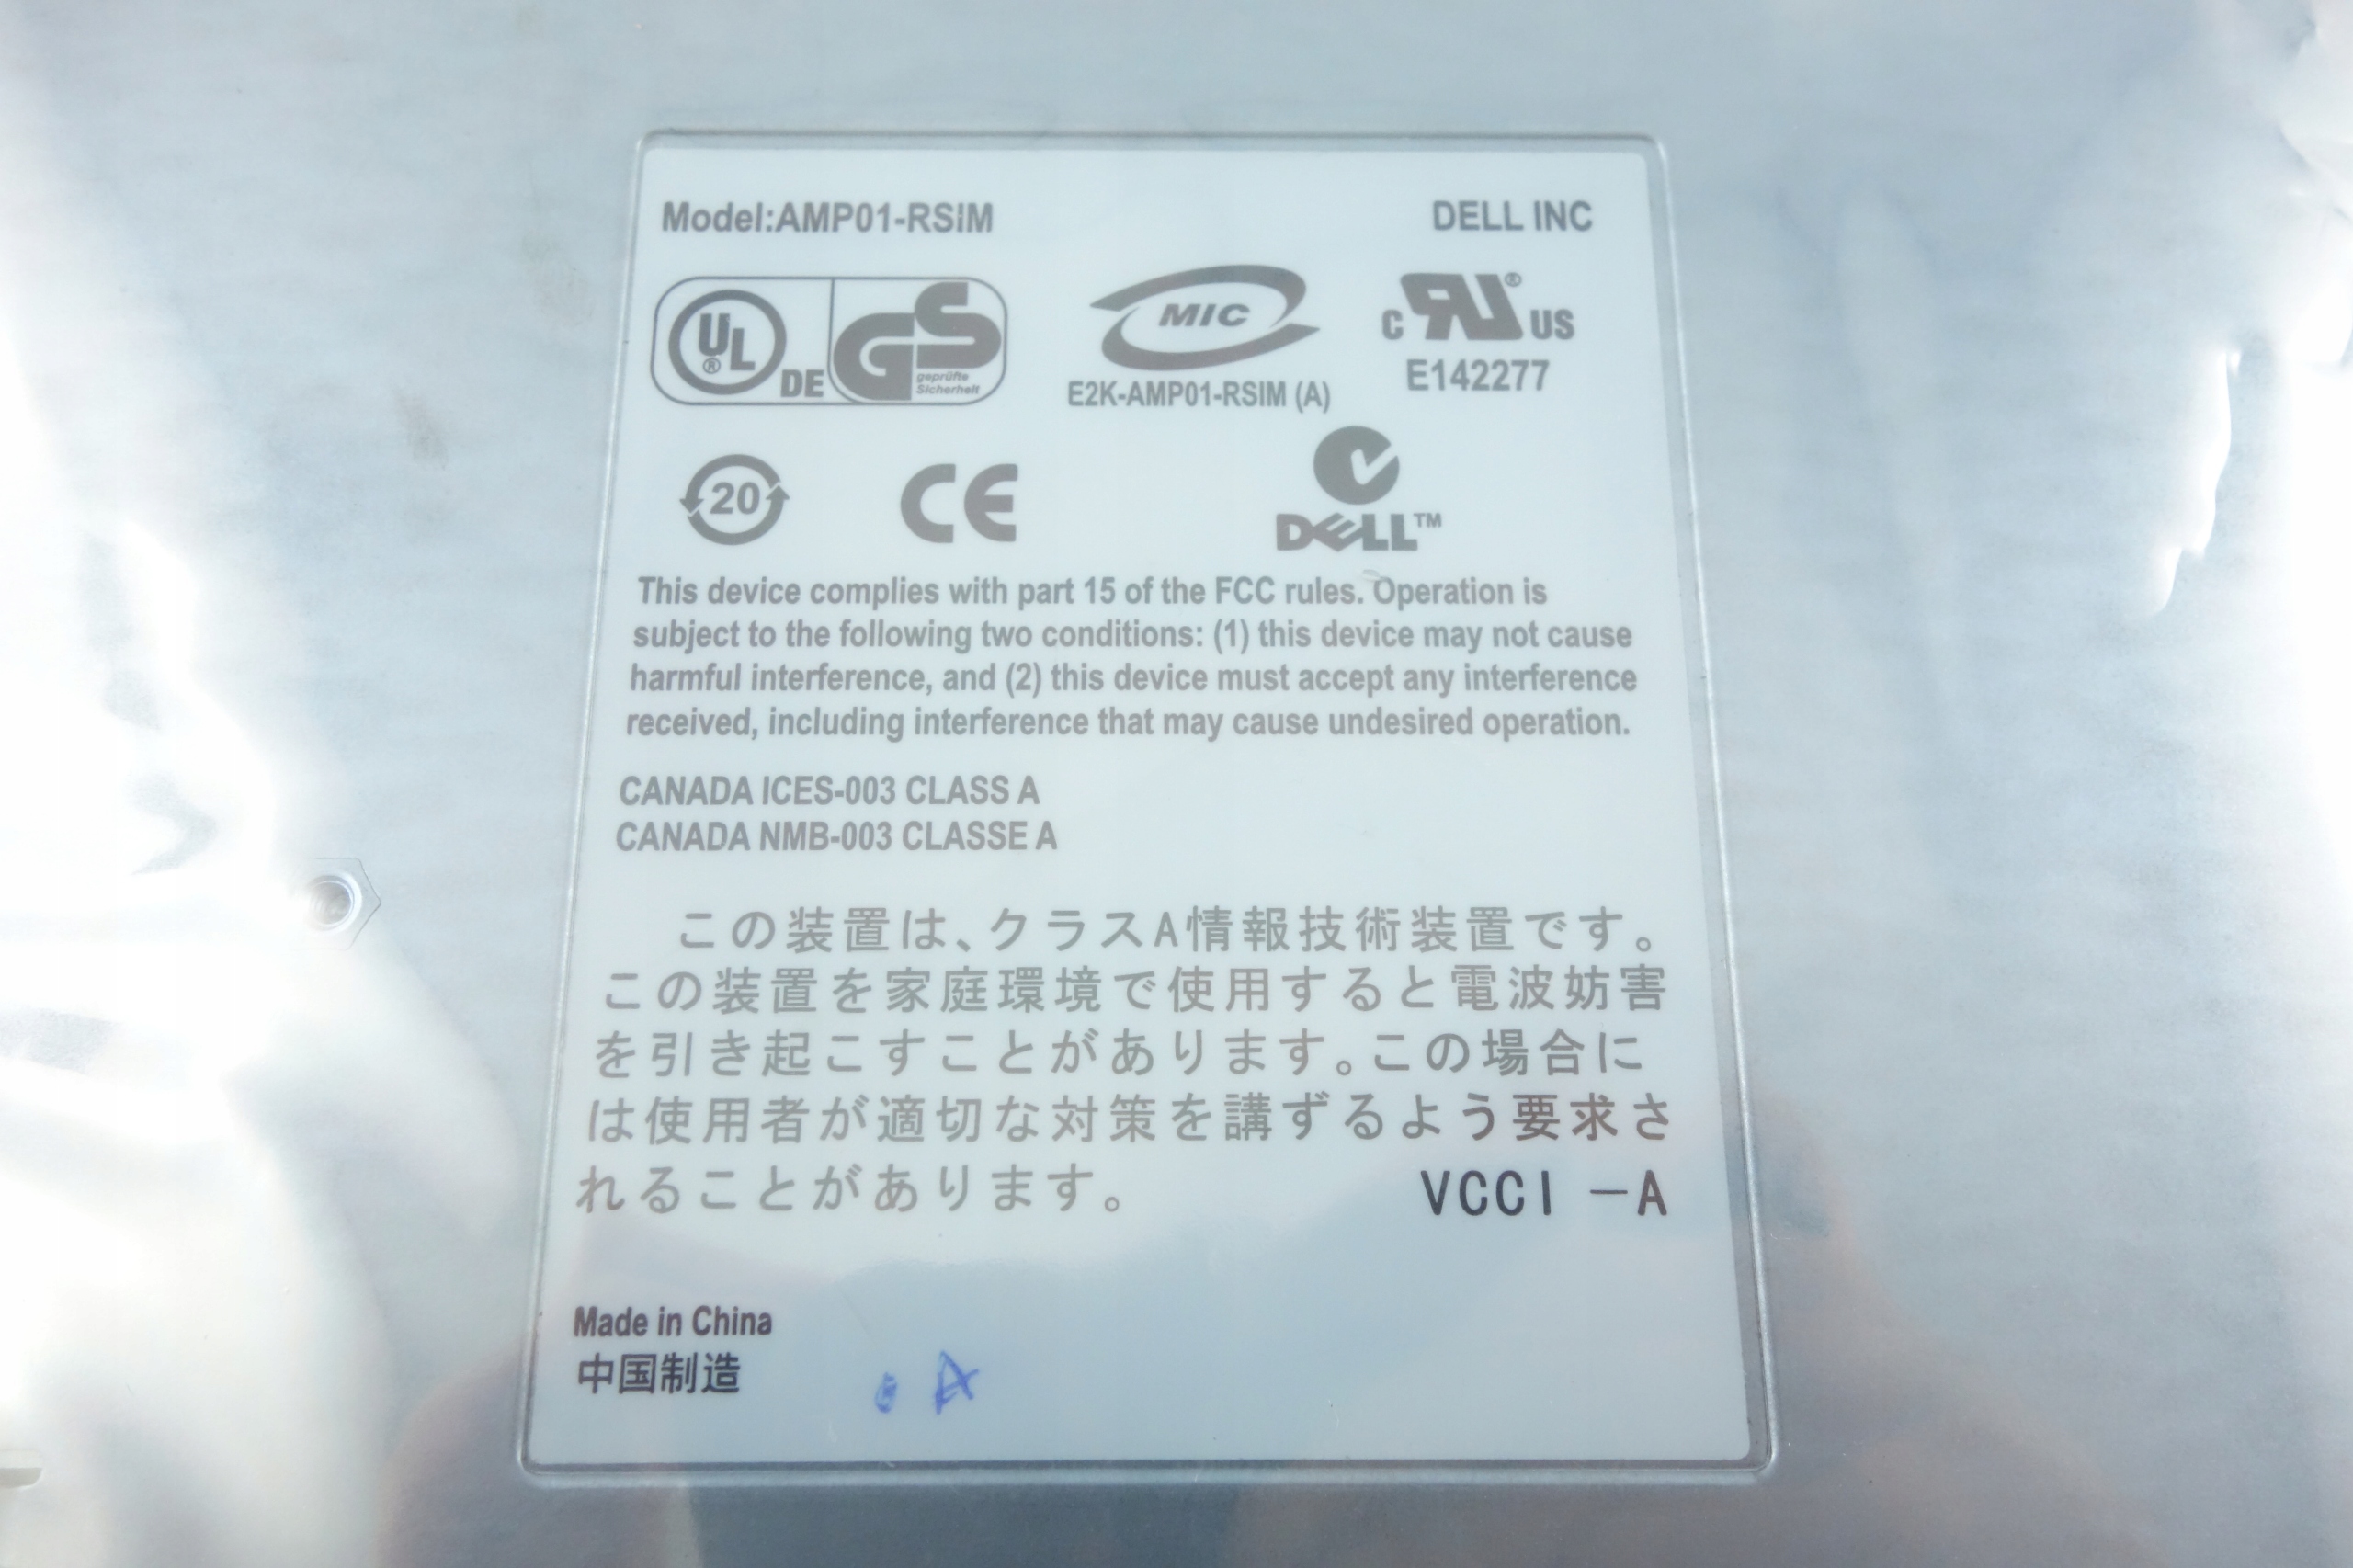 Model:AMP01-RSIM
DELL INC
UL ® DE GS geprüfte Sicherheit
MIC
E2K-AMP01-RSIM (A)
C RU ® US
E142277
20
CE
DELL™
This device complies with part 15 of the FCC rules. Operation is
subject to the following two conditions: (1) this device may not cause
harmful interference, and (2) this device must accept any interference
received, including interference that may cause undesired operation.
CANADA ICES-003 CLASS A
CANADA NMB-003 CLASSE A
この装置は、クラスA情報技術装置です。
この装置を家庭環境で使用すると電波妨害
を引き起こすことがあります。この場合に
は使用者が適切な対策を講ずるよう要求さ
れることがあります。 VCCI －A
Made in China
中国制造